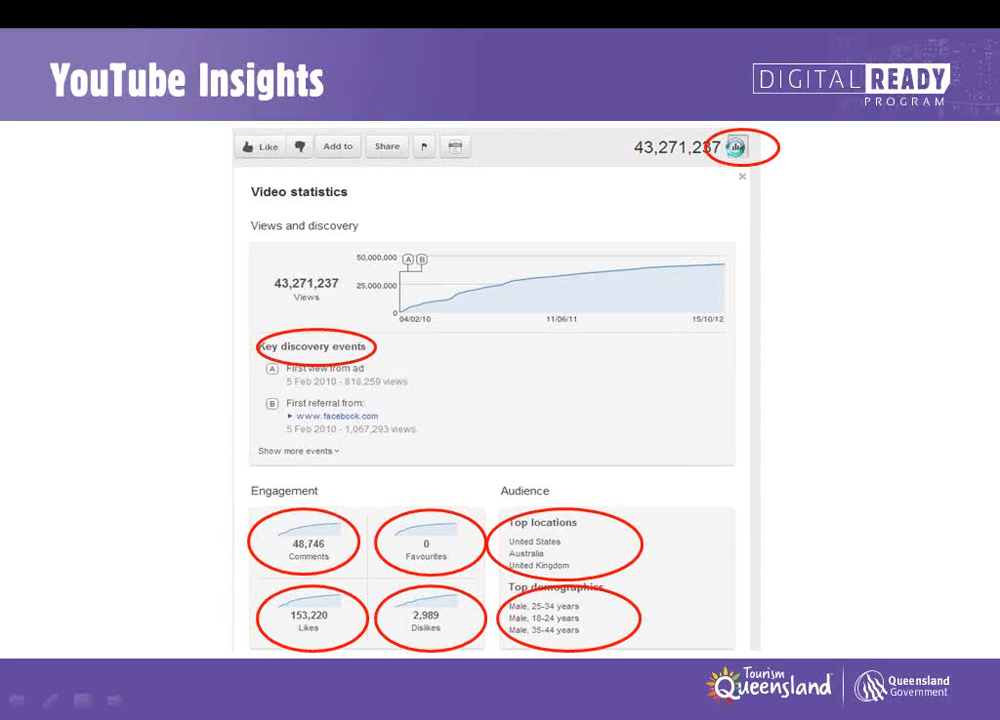 YouTube Insights
DIGITAL READY
PROGRAM
Like
Add to
Share
43,271,237
Video statistics
Views and discovery
50,000,000
A B
43,271,237
Views
25,000,000
0
04/02/10 11/06/11 15/10/12
Key discovery events
A First view from ad
5 Feb 2010 - 818,259 views
B First referral from:
www.facebook.com
5 Feb 2010 - 1,067,293 views
Show more events
Engagement
48,746
Comments
0
Favourites
153,220
Likes
2,989
Dislikes
Audience
Top locations
United States
Australia
United Kingdom
Top demographics
Male, 25-34 years
Male, 18-24 years
Male, 35-44 years
Tourism
Queensland
Queensland
Government